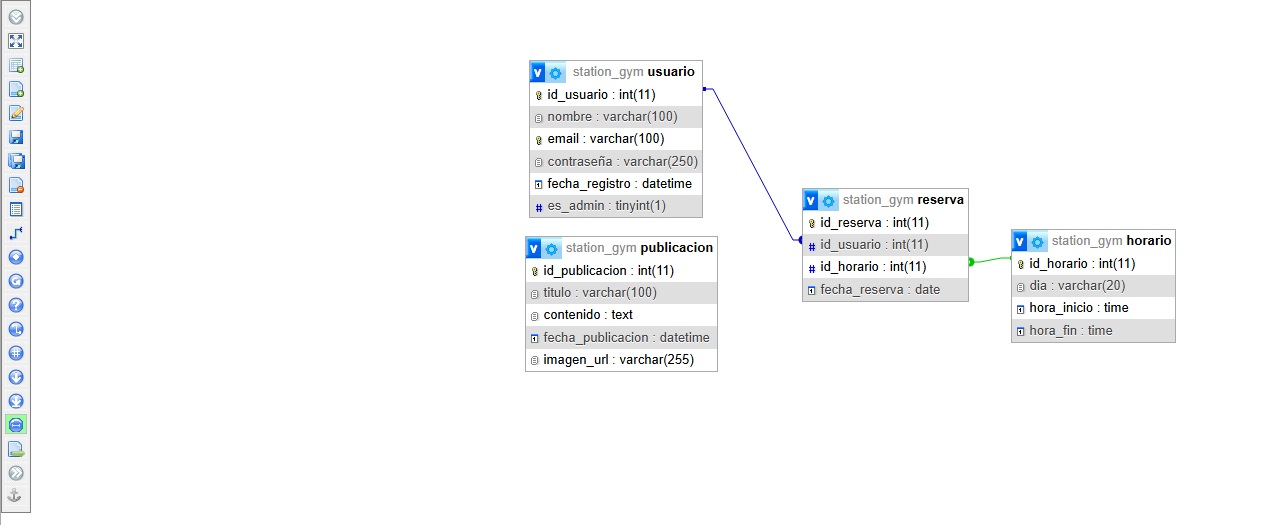 station_gym usuario
id_usuario : int(11)
nombre : varchar(100)
email : varchar(100)
contraseña : varchar(250)
fecha_registro : datetime
# es_admin : tinyint(1)
station_gym publicacion
id_publicacion : int(11)
titulo : varchar(100)
contenido : text
fecha_publicacion : datetime
imagen_url : varchar(255)
station_gym reserva
id_reserva : int(11)
# id_usuario : int(11)
# id_horario : int(11)
fecha_reserva : date
station_gym horario
id_horario : int(11)
dia : varchar(20)
hora_inicio : time
hora_fin : time